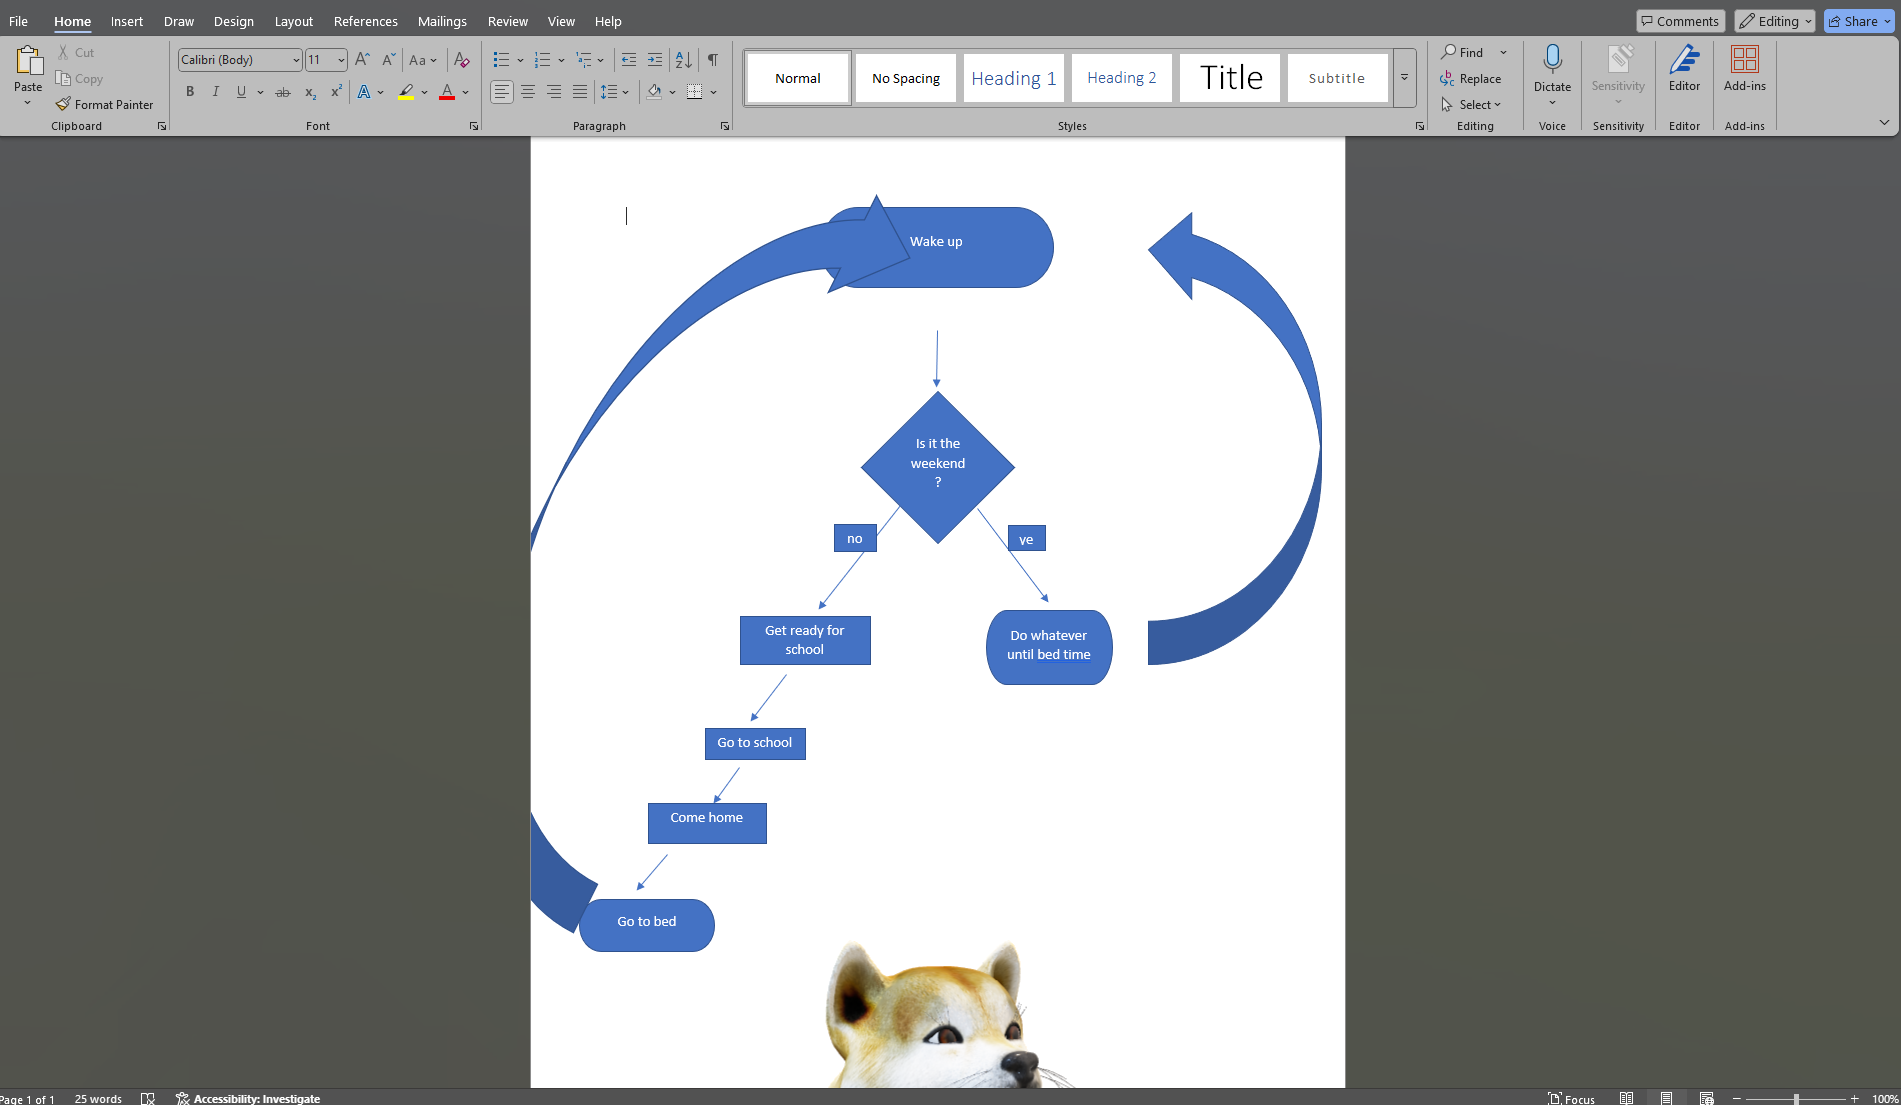 File Home Insert Draw Design Layout References Mailings Review View Help
Comments Editing Share
Paste
Cut
Copy
Format Painter
Clipboard
Calibri (Body) 11
Font
Paragraph
Normal No Spacing Heading 1 Heading 2 Title Subtitle
Styles
Find
Replace
Select
Editing
Dictate
Voice
Sensitivity
Sensitivity
Editor
Editor
Add-ins
Add-ins
Wake up
Is it the
weekend
?
no
ye
Get ready for
school
Do whatever
until bed time
Go to school
Come home
Go to bed
Page 1 of 1 25 words Accessibility: Investigate Focus 100%